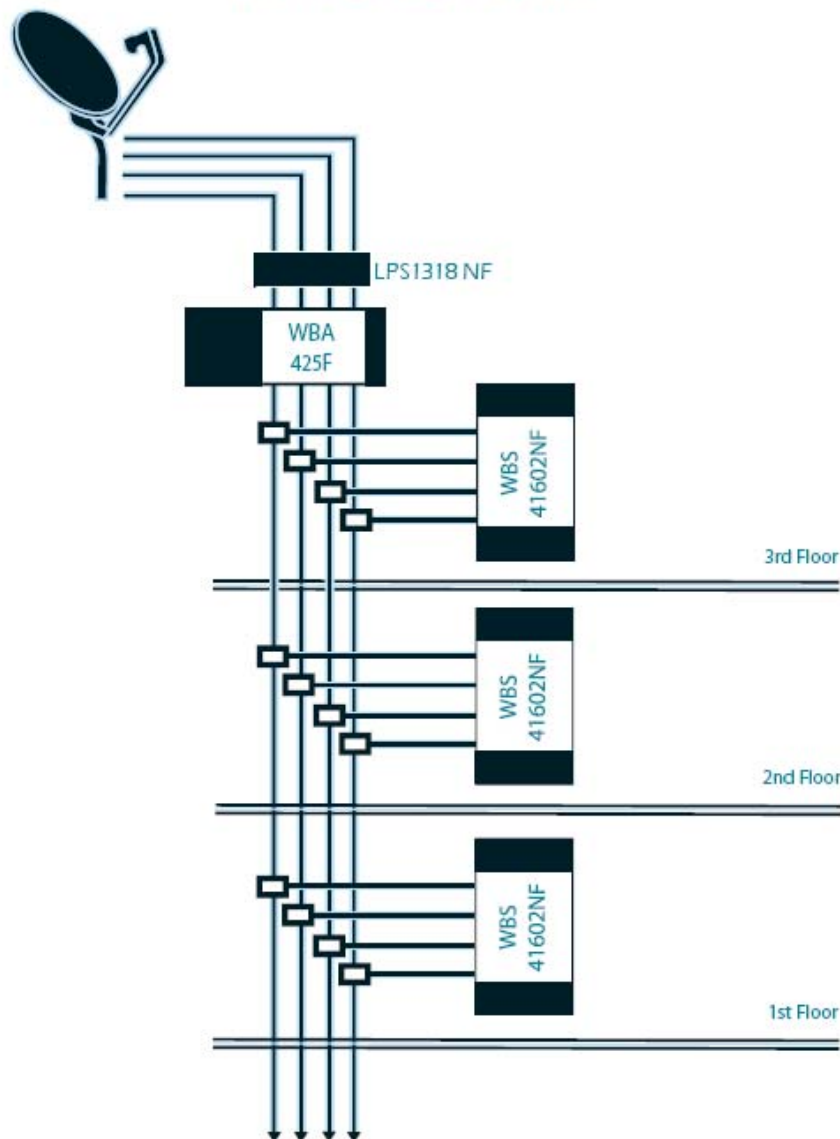 LPS1318 NF
WBA
425F
WBS
41602NF
3rd Floor
WBS
41602NF
2nd Floor
WBS
41602NF
1st Floor